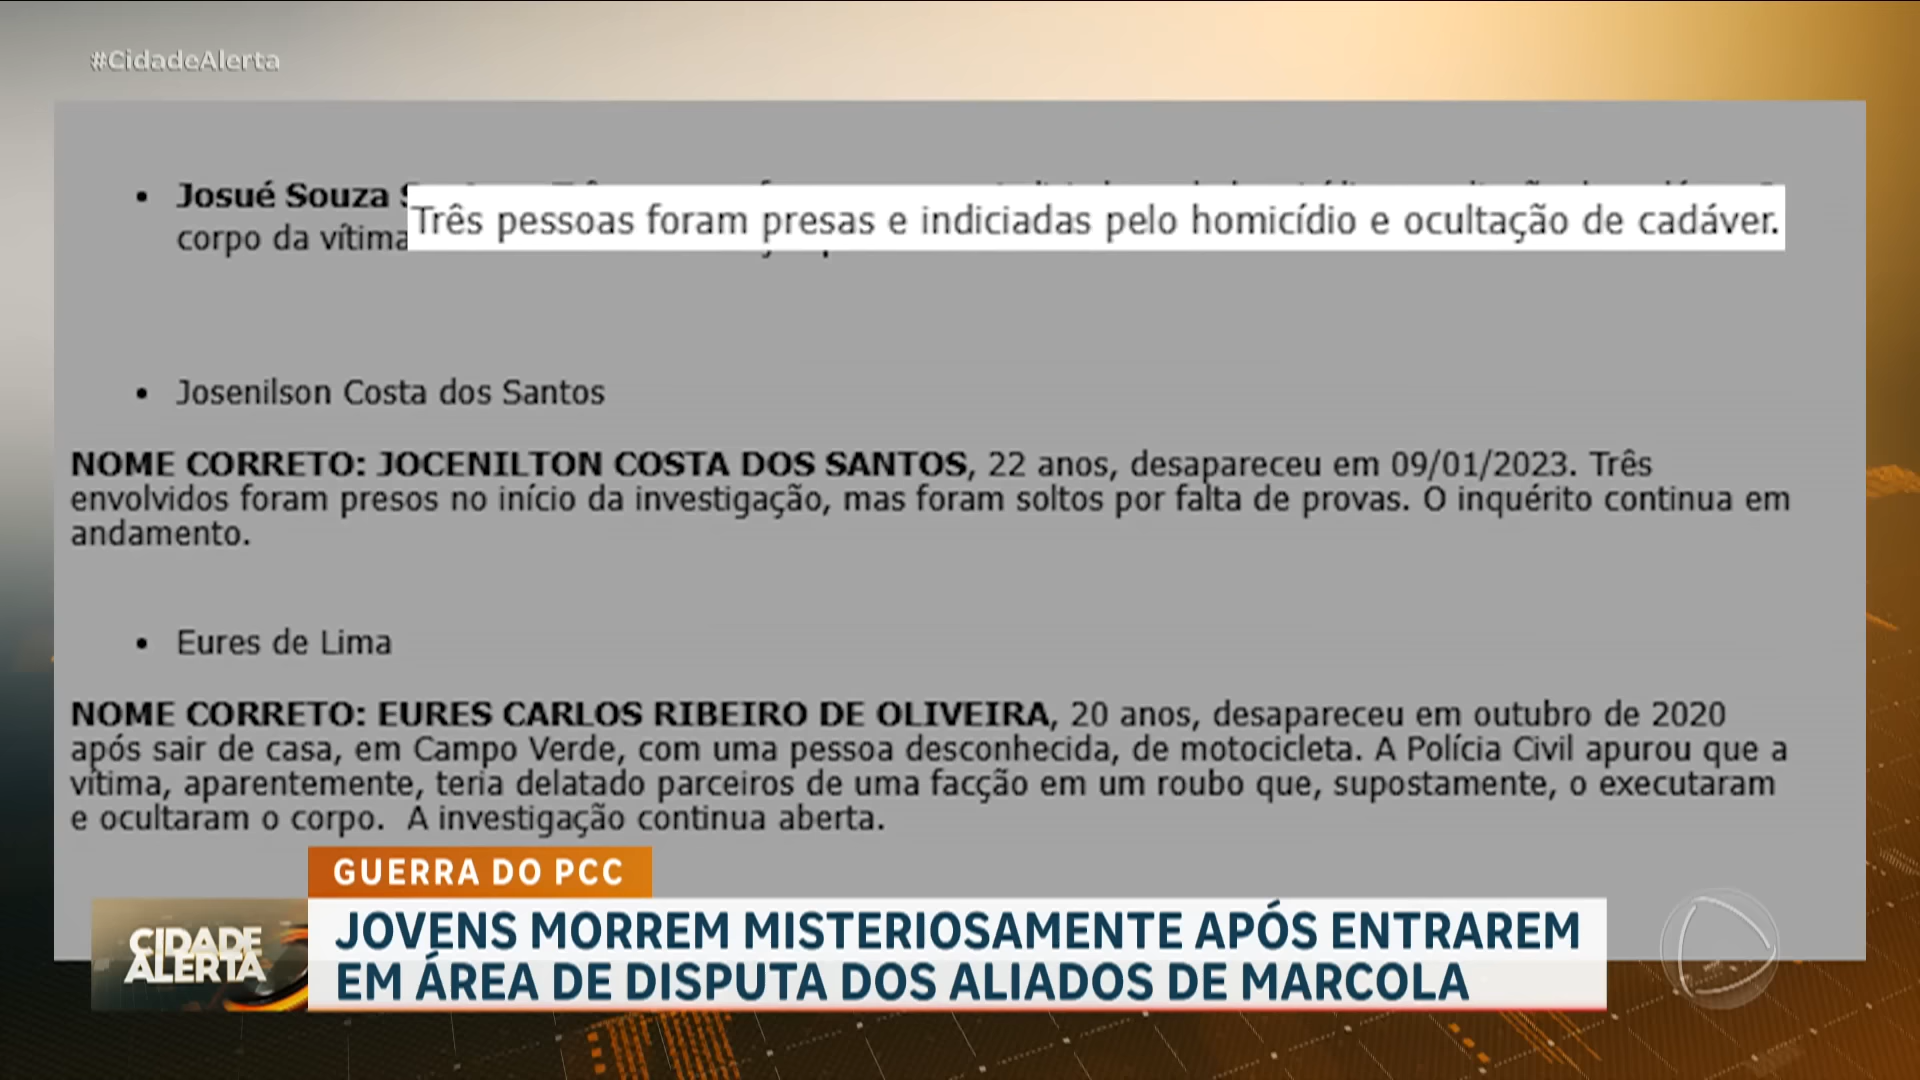 #CidadeAlerta
• Josué Souza
Três pessoas foram presas e indiciadas pelo homicídio e ocultação de cadáver.
corpo da vítima
• Josenilson Costa dos Santos
NOME CORRETO: JOCENILTON COSTA DOS SANTOS, 22 anos, desapareceu em 09/01/2023. Três
envolvidos foram presos no início da investigação, mas foram soltos por falta de provas. O inquérito continua em
andamento.
• Eures de Lima
NOME CORRETO: EURES CARLOS RIBEIRO DE OLIVEIRA, 20 anos, desapareceu em outubro de 2020
após sair de casa, em Campo Verde, com uma pessoa desconhecida, de motocicleta. A Polícia Civil apurou que a
vítima, aparentemente, teria delatado parceiros de uma facção em um roubo que, supostamente, o executaram
e ocultaram o corpo.  A investigação continua aberta.
GUERRA DO PCC
CIDADE
ALERTA
JOVENS MORREM MISTERIOSAMENTE APÓS ENTRAREM
EM ÁREA DE DISPUTA DOS ALIADOS DE MARCOLA